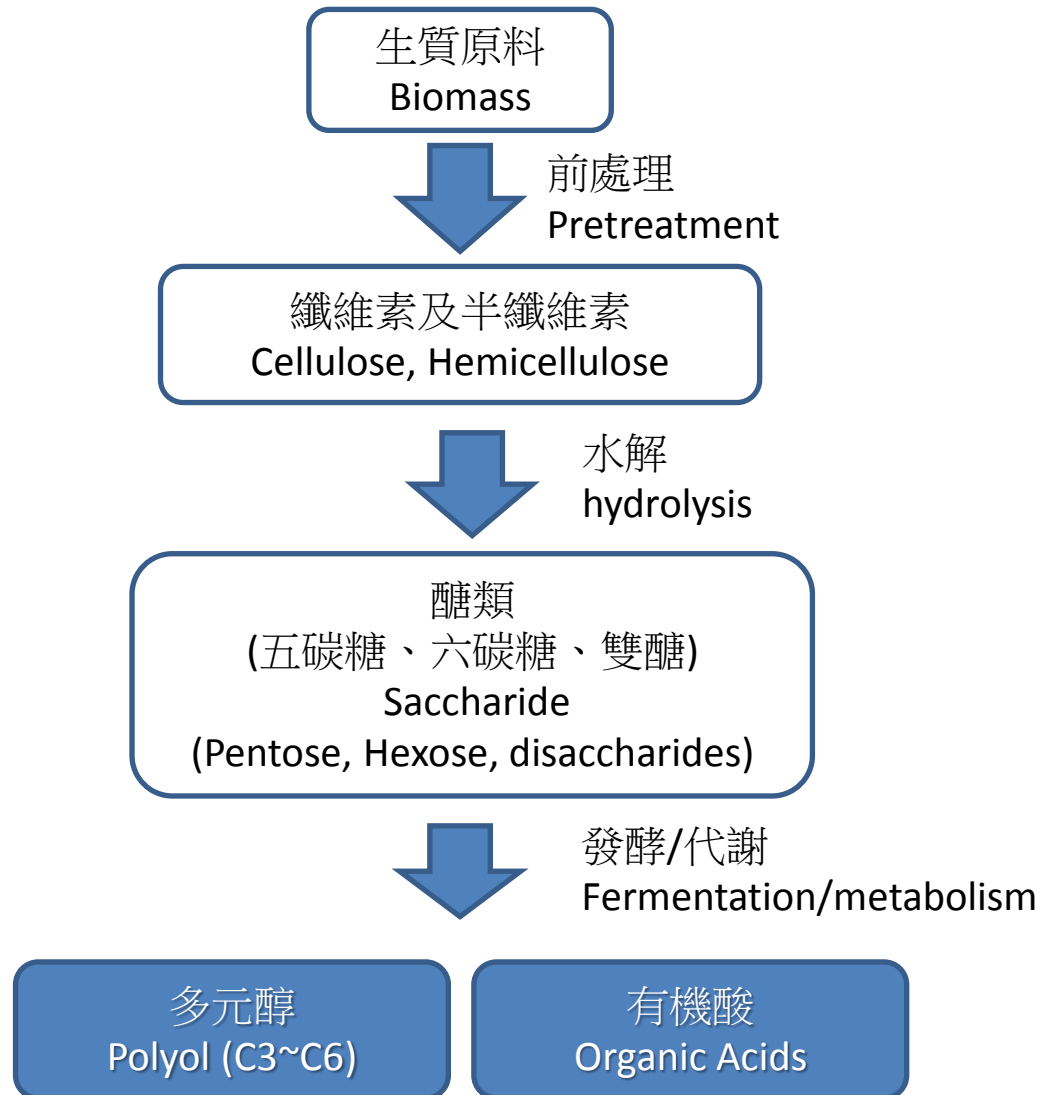 生質原料
Biomass
前處理
Pretreatment
纖維素及半纖維素
Cellulose, Hemicellulose
水解
hydrolysis
醣類
(五碳糖、六碳糖、雙醣)
Saccharide
(Pentose, Hexose, disaccharides)
發酵/代謝
Fermentation/metabolism
多元醇
Polyol (C3~C6)
有機酸
Organic Acids